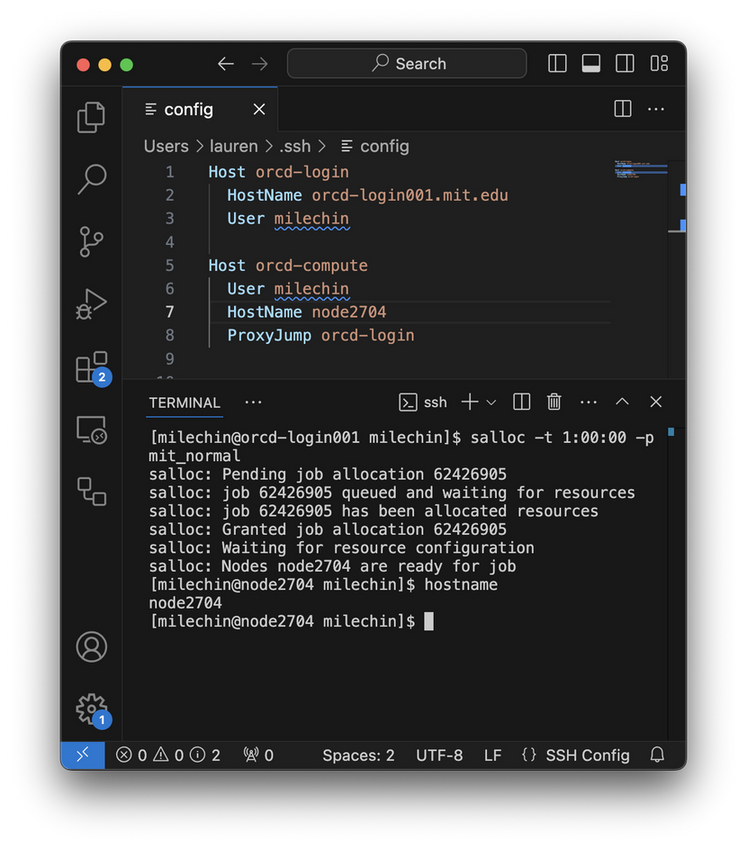 Search
config
Users > lauren > .ssh > config
1 Host orcd-login
2 HostName orcd-login001.mit.edu
3 User milechin
4
5 Host orcd-compute
6 User milechin
7 HostName node2704
8 ProxyJump orcd-login
9
2
TERMINAL ... ssh
[milechin@orcd-login001 milechin]$ salloc -t 1:00:00 -p
mit_normal
salloc: Pending job allocation 62426905
salloc: job 62426905 queued and waiting for resources
salloc: job 62426905 has been allocated resources
salloc: Granted job allocation 62426905
salloc: Waiting for resource configuration
salloc: Nodes node2704 are ready for job
[milechin@node2704 milechin]$ hostname
node2704
[milechin@node2704 milechin]$
1
0 0 2 0 Spaces: 2 UTF-8 LF {} SSH Config